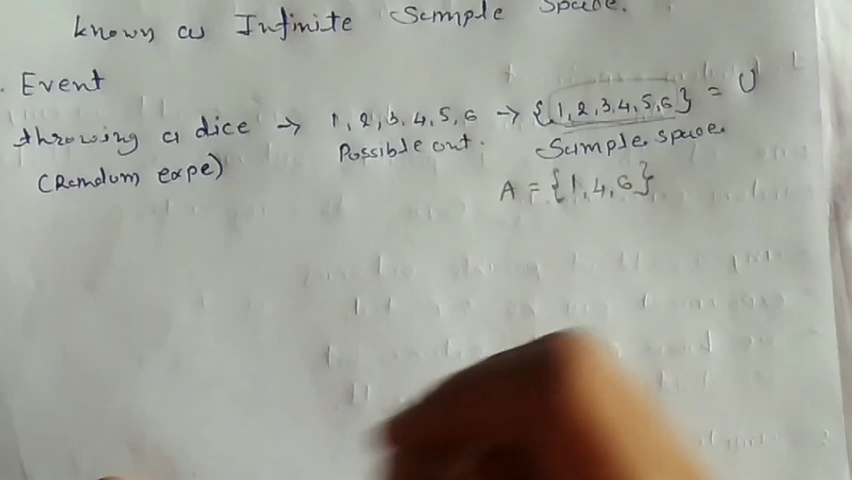 known as Infinite Sample Space.
. Event
throwing a dice → 1, 2, 3, 4, 5, 6 → {1, 2, 3, 4, 5, 6} = U
(Random expe) Possible out. Sample space
A = {1, 4, 6}